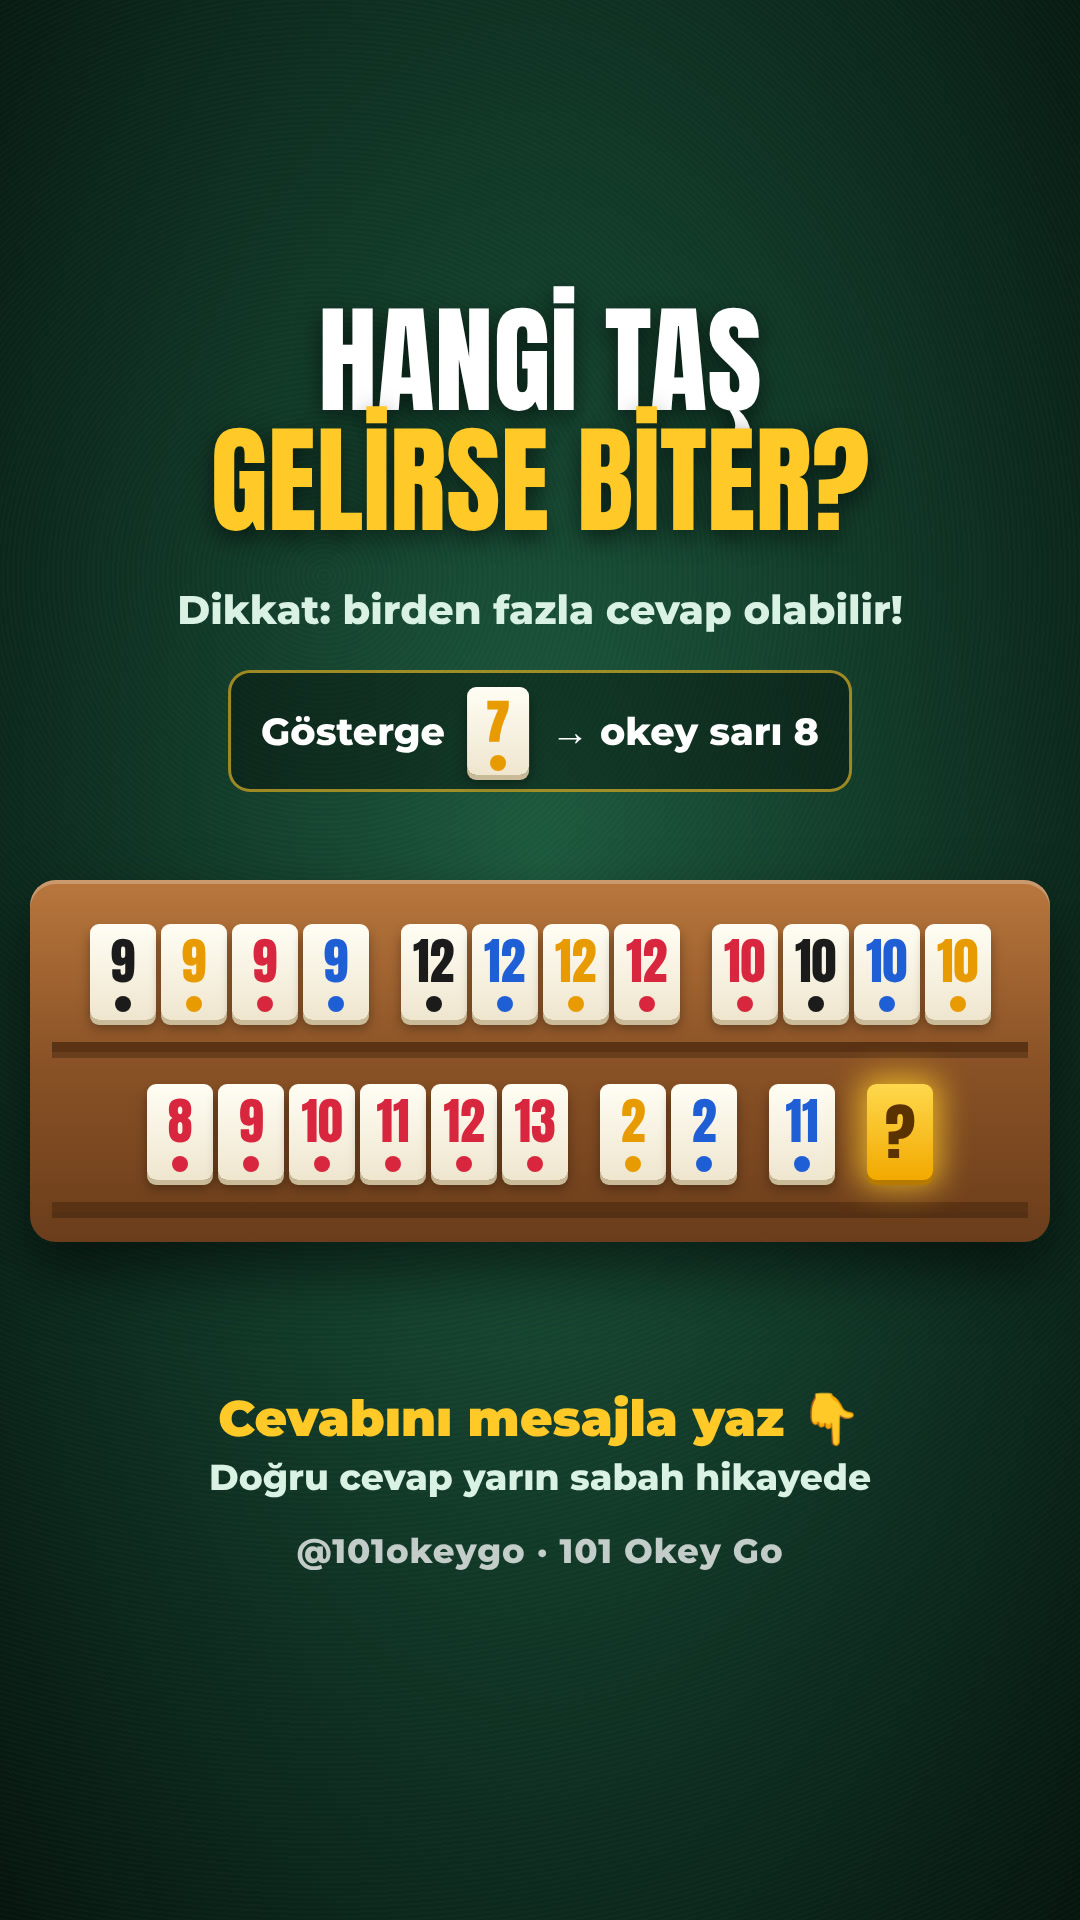 HANGİ TAŞ
GELİRSE BİTER?
Dikkat: birden fazla cevap olabilir!
Gösterge 7 → okey sarı 8
9 9 9 9 12 12 12 12 10 10 10 10
8 9 10 11 12 13 2 2 11 ?
Cevabını mesajla yaz 👇
Doğru cevap yarın sabah hikayede
@101okeygo · 101 Okey Go